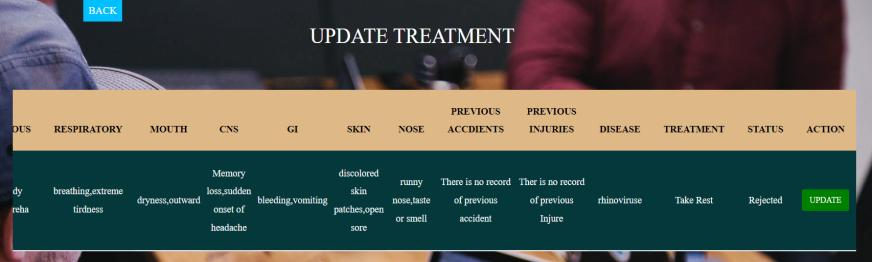 BACK
UPDATE TREATMENT
OUS RESPIRATORY MOUTH CNS GI SKIN NOSE PREVIOUS ACCDIENTS PREVIOUS INJURIES DISEASE TREATMENT STATUS ACTION
dy
reha
breathing,extreme
tirdness
dryness,outward
Memory
loss,sudden
onset of
headache
bleeding,vomiting
discolored
skin
patches,open
sore
runny
nose,taste
or smell
There is no record
of previous
accident
Ther is no record
of previous
Injure
rhinoviruse
Take Rest
Rejected
UPDATE